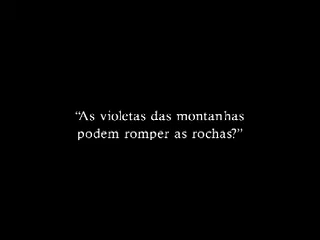 “As violetas das montanhas
podem romper as rochas?”